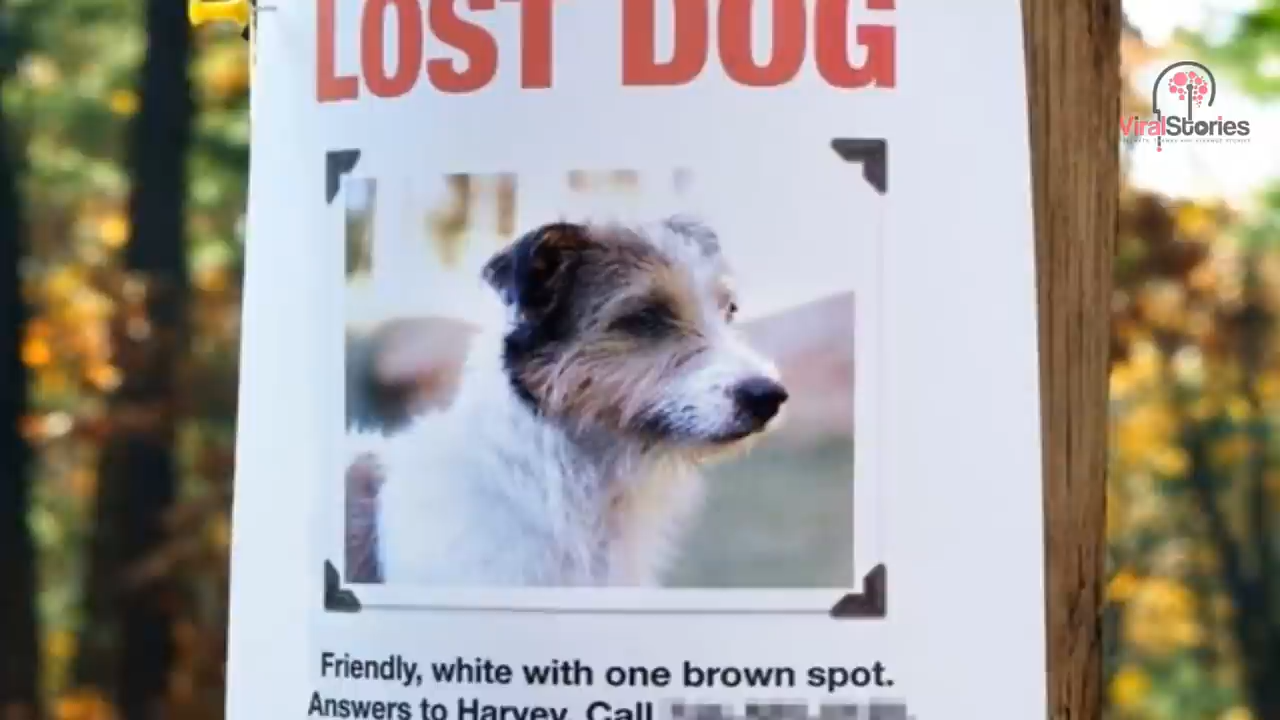 LOST DOG
ViralStories
Friendly, white with one brown spot.
Answers to Harvey. Call